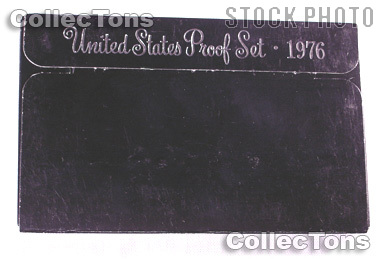 CollecTons STOCK PHOTO
United States Proof Set · 1976
CollecTons